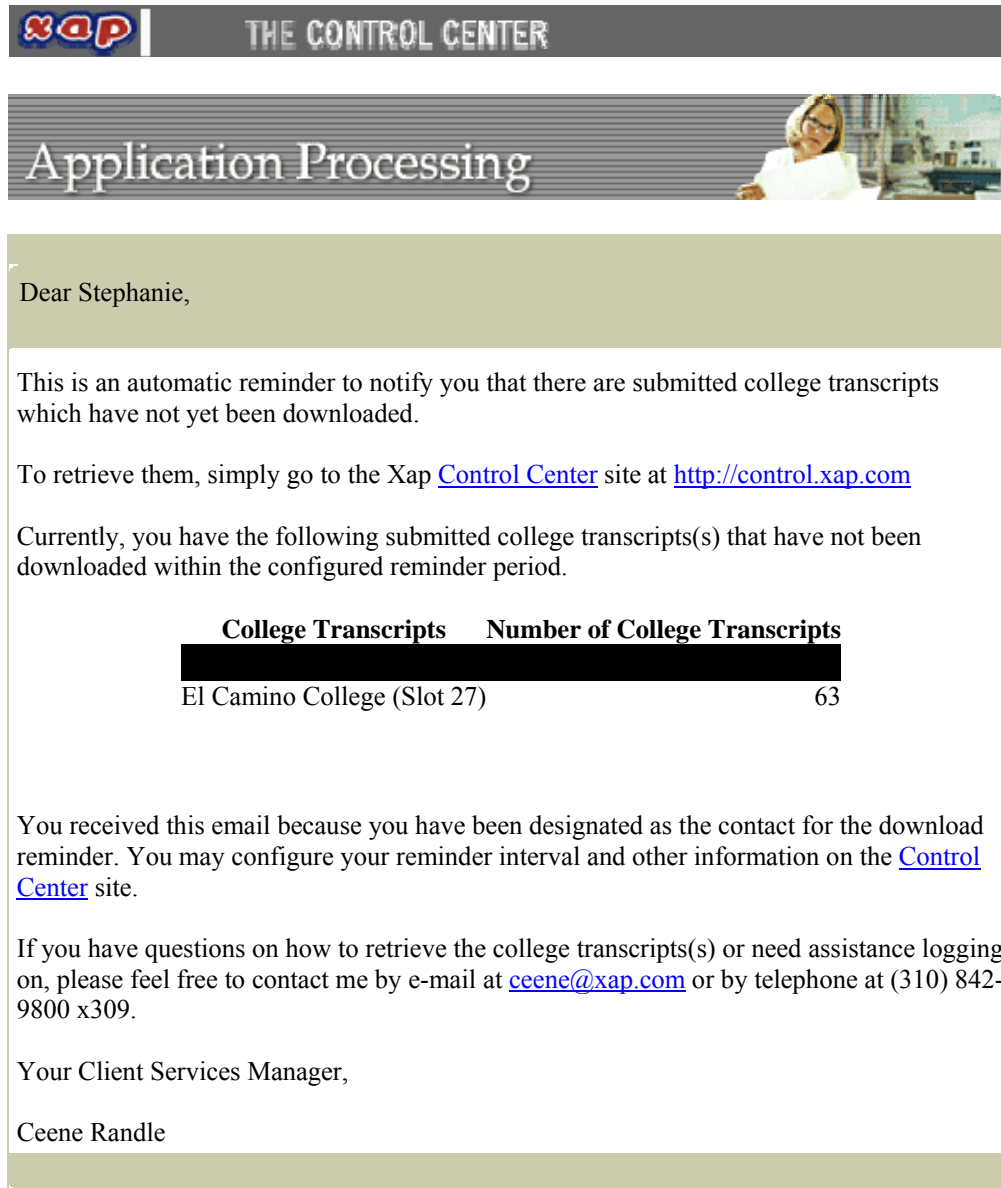 xap THE CONTROL CENTER
Application Processing
Dear Stephanie,
This is an automatic reminder to notify you that there are submitted college transcripts
which have not yet been downloaded.
To retrieve them, simply go to the Xap Control Center site at http://control.xap.com
Currently, you have the following submitted college transcripts(s) that have not been
downloaded within the configured reminder period.
College Transcripts Number of College Transcripts
El Camino College (Slot 27) 63
You received this email because you have been designated as the contact for the download
reminder. You may configure your reminder interval and other information on the Control
Center site.
If you have questions on how to retrieve the college transcripts(s) or need assistance logging
on, please feel free to contact me by e-mail at ceene@xap.com or by telephone at (310) 842-
9800 x309.
Your Client Services Manager,
Ceene Randle